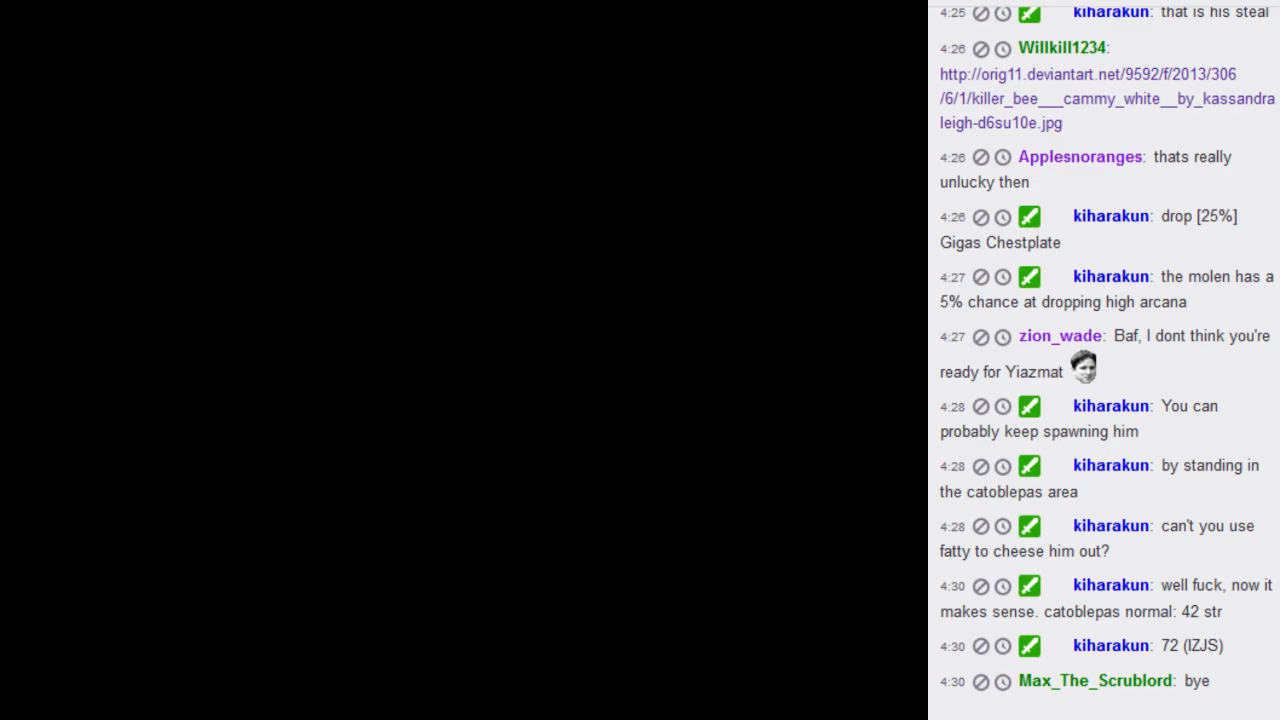 4:25 kiharakun: that is his steal
4:26 Willkill1234:
http://orig11.deviantart.net/9592/f/2013/306
/6/1/killer_bee___cammy_white__by_kassandra
leigh-d6su10e.jpg
4:26 Applesnoranges: thats really
unlucky then
4:26 kiharakun: drop [25%]
Gigas Chestplate
4:27 kiharakun: the molen has a
5% chance at dropping high arcana
4:27 zion_wade: Baf, I dont think you're
ready for Yiazmat
4:28 kiharakun: You can
probably keep spawning him
4:28 kiharakun: by standing in
the catoblepas area
4:28 kiharakun: can't you use
fatty to cheese him out?
4:30 kiharakun: well fuck, now it
makes sense. catoblepas normal: 42 str
4:30 kiharakun: 72 (IZJS)
4:30 Max_The_Scrublord: bye